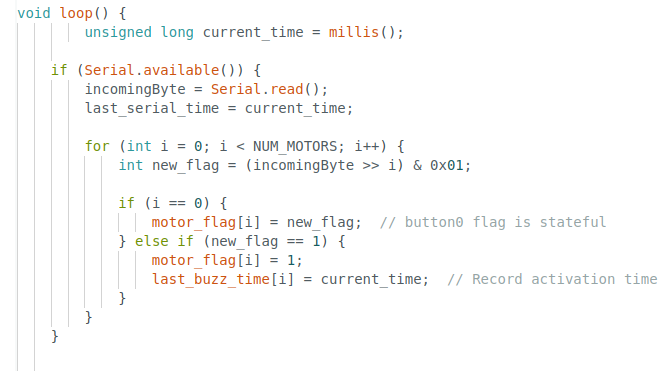 void loop() {
unsigned long current_time = millis();
if (Serial.available()) {
incomingByte = Serial.read();
last_serial_time = current_time;
for (int i = 0; i < NUM_MOTORS; i++) {
int new_flag = (incomingByte >> i) & 0x01;
if (i == 0) {
motor_flag[i] = new_flag;  // button0 flag is stateful
} else if (new_flag == 1) {
motor_flag[i] = 1;
last_buzz_time[i] = current_time;  // Record activation time
}
}
}